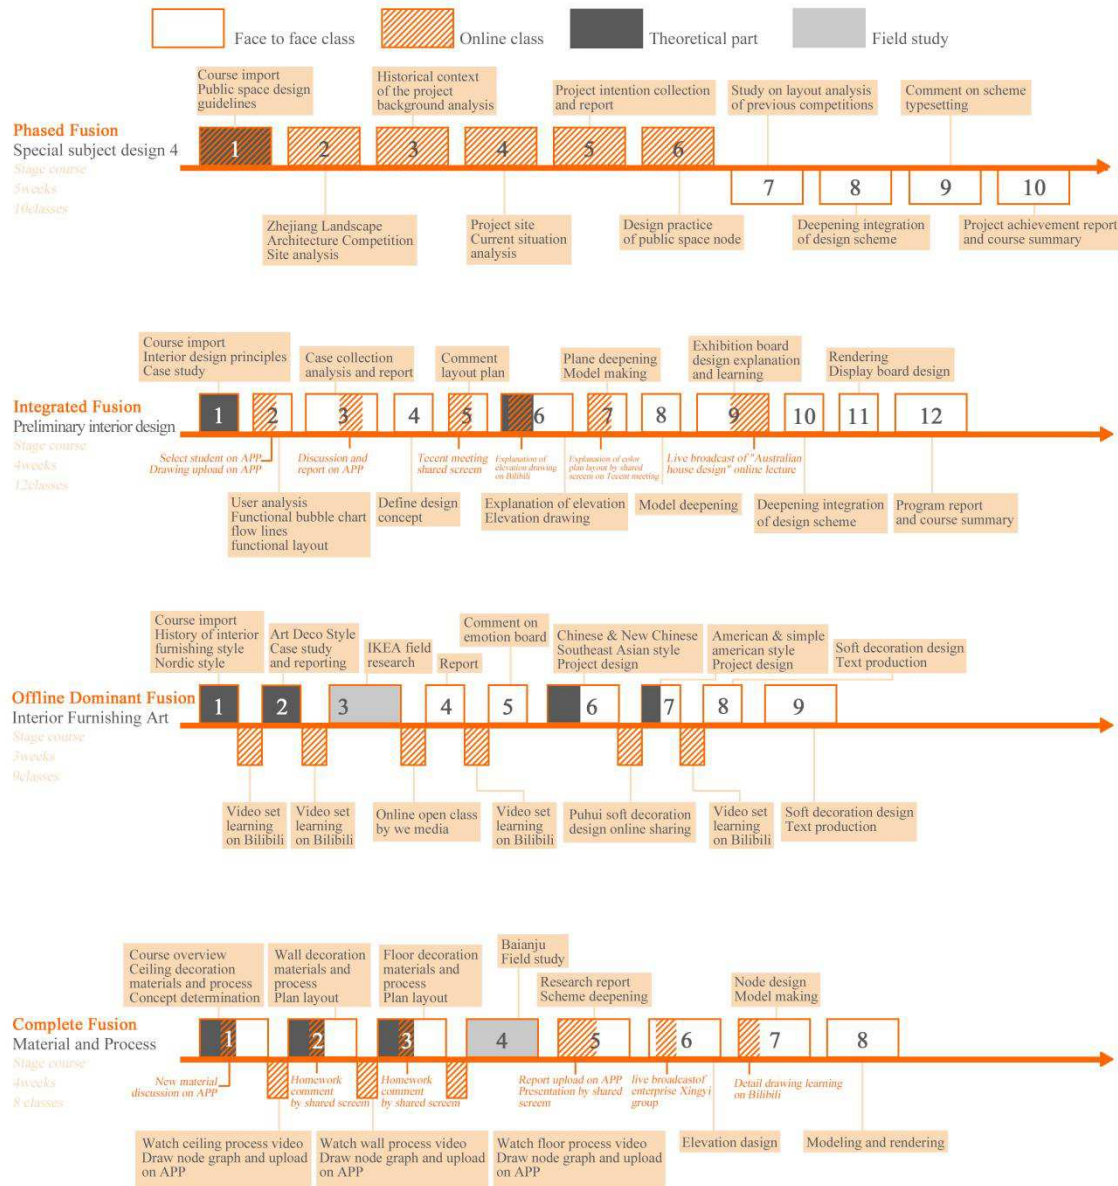 Face to face class
Online class
Theoretical part
Field study
Course import
Public space design
guidelines
Historical context
of the project
background analysis
Project intention collection
and report
Study on layout analysis
of previous competitions
Comment on scheme
typesetting
Phased Fusion
Special subject design 4
Stage course
5weeks
10classes
1
2
3
4
5
6
7
8
9
10
Zhejiang Landscape
Architecture Competition
Site analysis
Project site
Current situation
analysis
Design practice
of public space node
Deepening integration
of design scheme
Project achievement report
and course summary
Course import
Interior design principles
Case study
Case collection
analysis and report
Comment
layout plan
Plane deepening
Model making
Exhibition board
design explanation
and learning
Rendering
Display board design
Integrated Fusion
Preliminary interior design
Stage course
4weeks
12classes
1
2
3
4
5
6
7
8
9
10
11
12
Select student on APP
Drawing upload on APP
Discussion and
report on APP
Tecent meeting
shared screen
Explanation of
elevation drawing
on Bilibili
Explanation of color
plan layout by shared
screen on Tecent meeting
Live broadcast of "Australian
house design" online lecture
User analysis
Functional bubble chart
flow lines
functional layout
Define design
concept
Explanation of elevation
Elevation drawing
Model deepening
Deepening integration
of design scheme
Program report
and course summary
Course import
History of interior
furnishing style
Nordic style
Art Deco Style
Case study
and reporting
IKEA field
research
Report
Comment on
emotion board
Chinese & New Chinese
Southeast Asian style
Project design
American & simple
american style
Project design
Soft decoration design
Text production
Offline Dominant Fusion
Interior Furnishing Art
Stage course
3weeks
9classes
1
2
3
4
5
6
7
8
9
Video set
learning
on Bilibili
Video set
learning
on Bilibili
Online open class
by we media
Video set
learning
on Bilibili
Puhui soft decoration
design online sharing
Video set
learning
on Bilibili
Soft decoration design
Text production
Course overview
Ceiling decoration
materials and process
Concept determination
Wall decoration
materials and
process
Plan layout
Floor decoration
materials and
process
Plan layout
Baianju
Field study
Research report
Scheme deepening
Node design
Model making
Complete Fusion
Material and Process
Stage course
4weeks
8 classes
1
2
3
4
5
6
7
8
New material
discussion on APP
Homework
comment
by shared screem
Homework
comment
by shared screem
Report upload on APP
Presentation by shared
screem
live broadcastof
enterprise Xingyi
group
Detail drawing learning
on Bilibili
Watch ceiling process video
Draw node graph and upload
on APP
Watch wall process video
Draw node graph and upload
on APP
Watch floor process video
Draw node graph and upload
on APP
Elevation dasign
Modeling and rendering